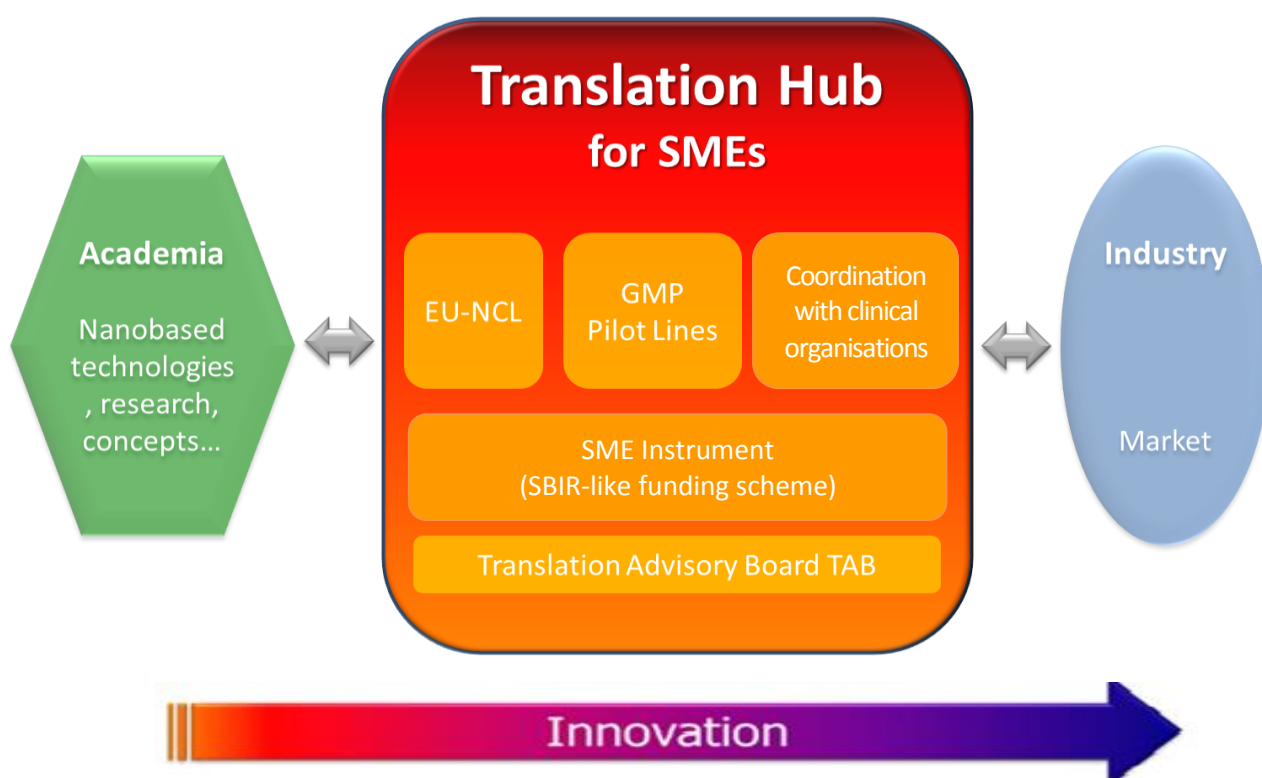 Translation Hub
for SMEs
Academia
Nanobased
technologies
, research,
concepts…
EU-NCL
GMP
Pilot Lines
Coordination
with clinical
organisations
SME Instrument
(SBIR-like funding scheme)
Translation Advisory Board TAB
Industry
Market
Innovation